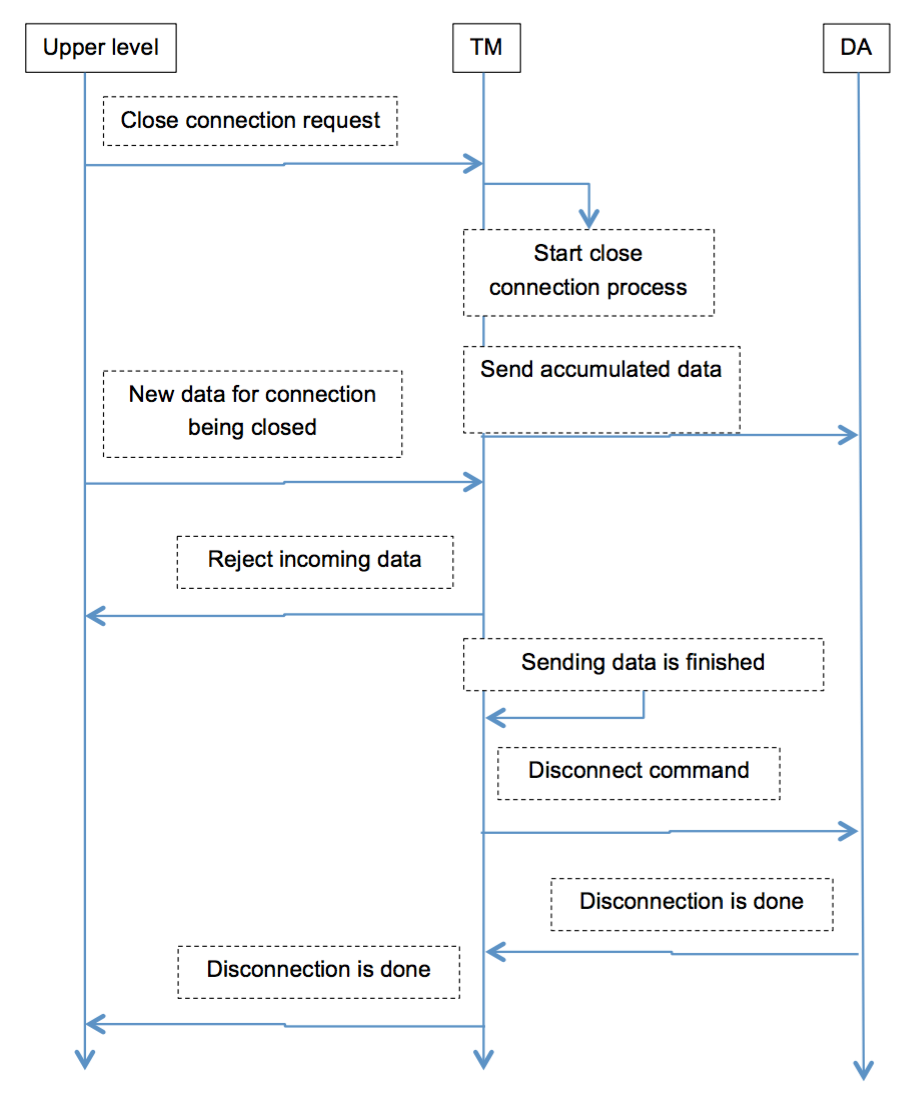 Upper level
TM
DA
Close connection request
Start close
connection process
Send accumulated data
New data for connection
being closed
Reject incoming data
Sending data is finished
Disconnect command
Disconnection is done
Disconnection is done